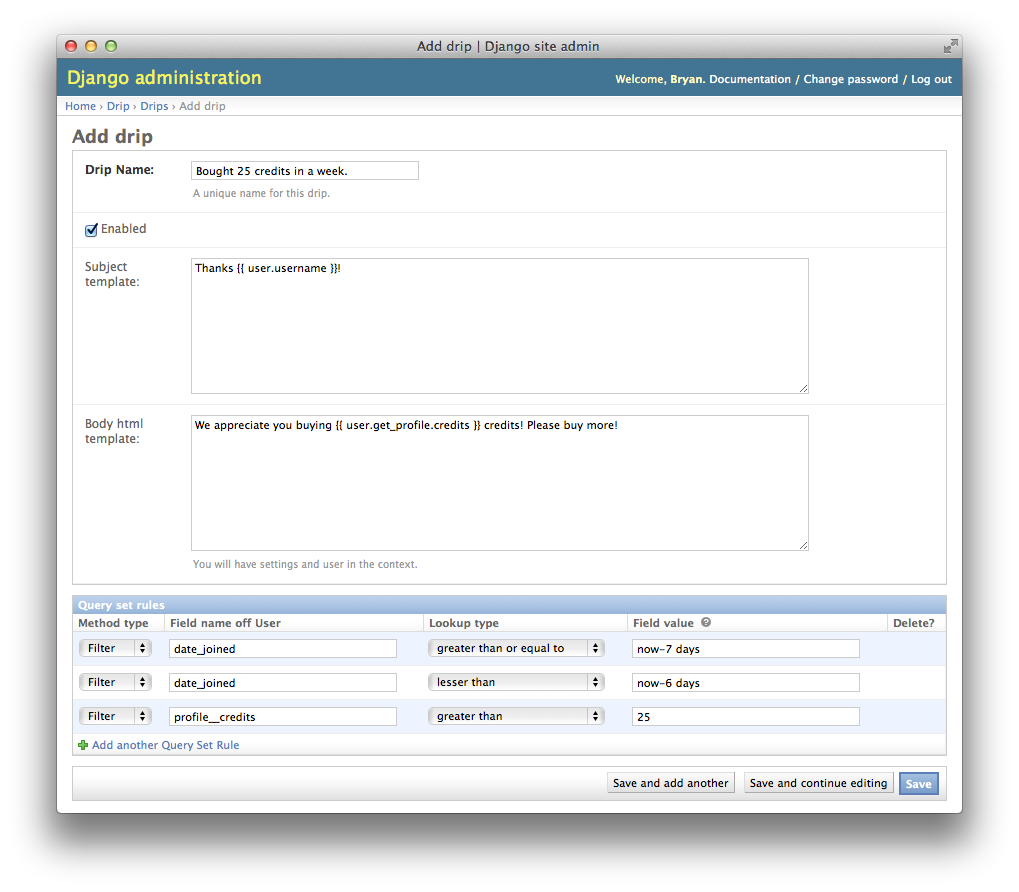 Add drip | Django site admin
Django administration
Welcome, Bryan. Documentation / Change password / Log out
Home › Drip › Drips › Add drip
Add drip
Drip Name:
Bought 25 credits in a week.
A unique name for this drip.
Enabled
Subject
template:
Thanks {{ user.username }}!
Body html
template:
We appreciate you buying {{ user.get_profile.credits }} credits! Please buy more!
You will have settings and user in the context.
Query set rules
Method type Field name off User Lookup type Field value ? Delete?
Filter date_joined greater than or equal to now-7 days
Filter date_joined lesser than now-6 days
Filter profile__credits greater than 25
Add another Query Set Rule
Save and add another Save and continue editing Save